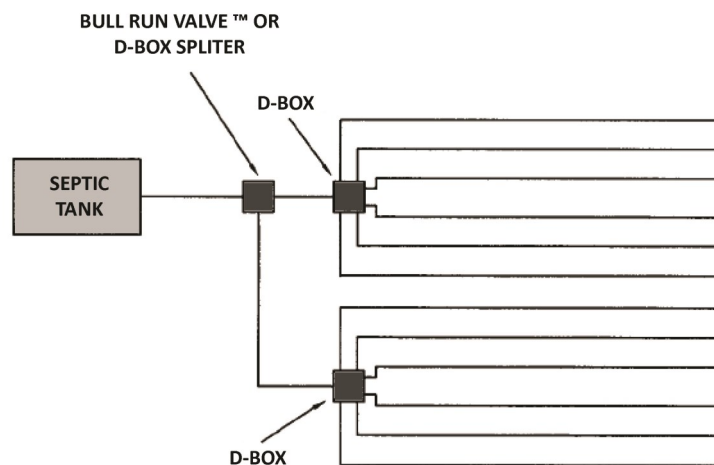 BULL RUN VALVE ™ OR
D-BOX SPLITER
D-BOX
SEPTIC
TANK
D-BOX